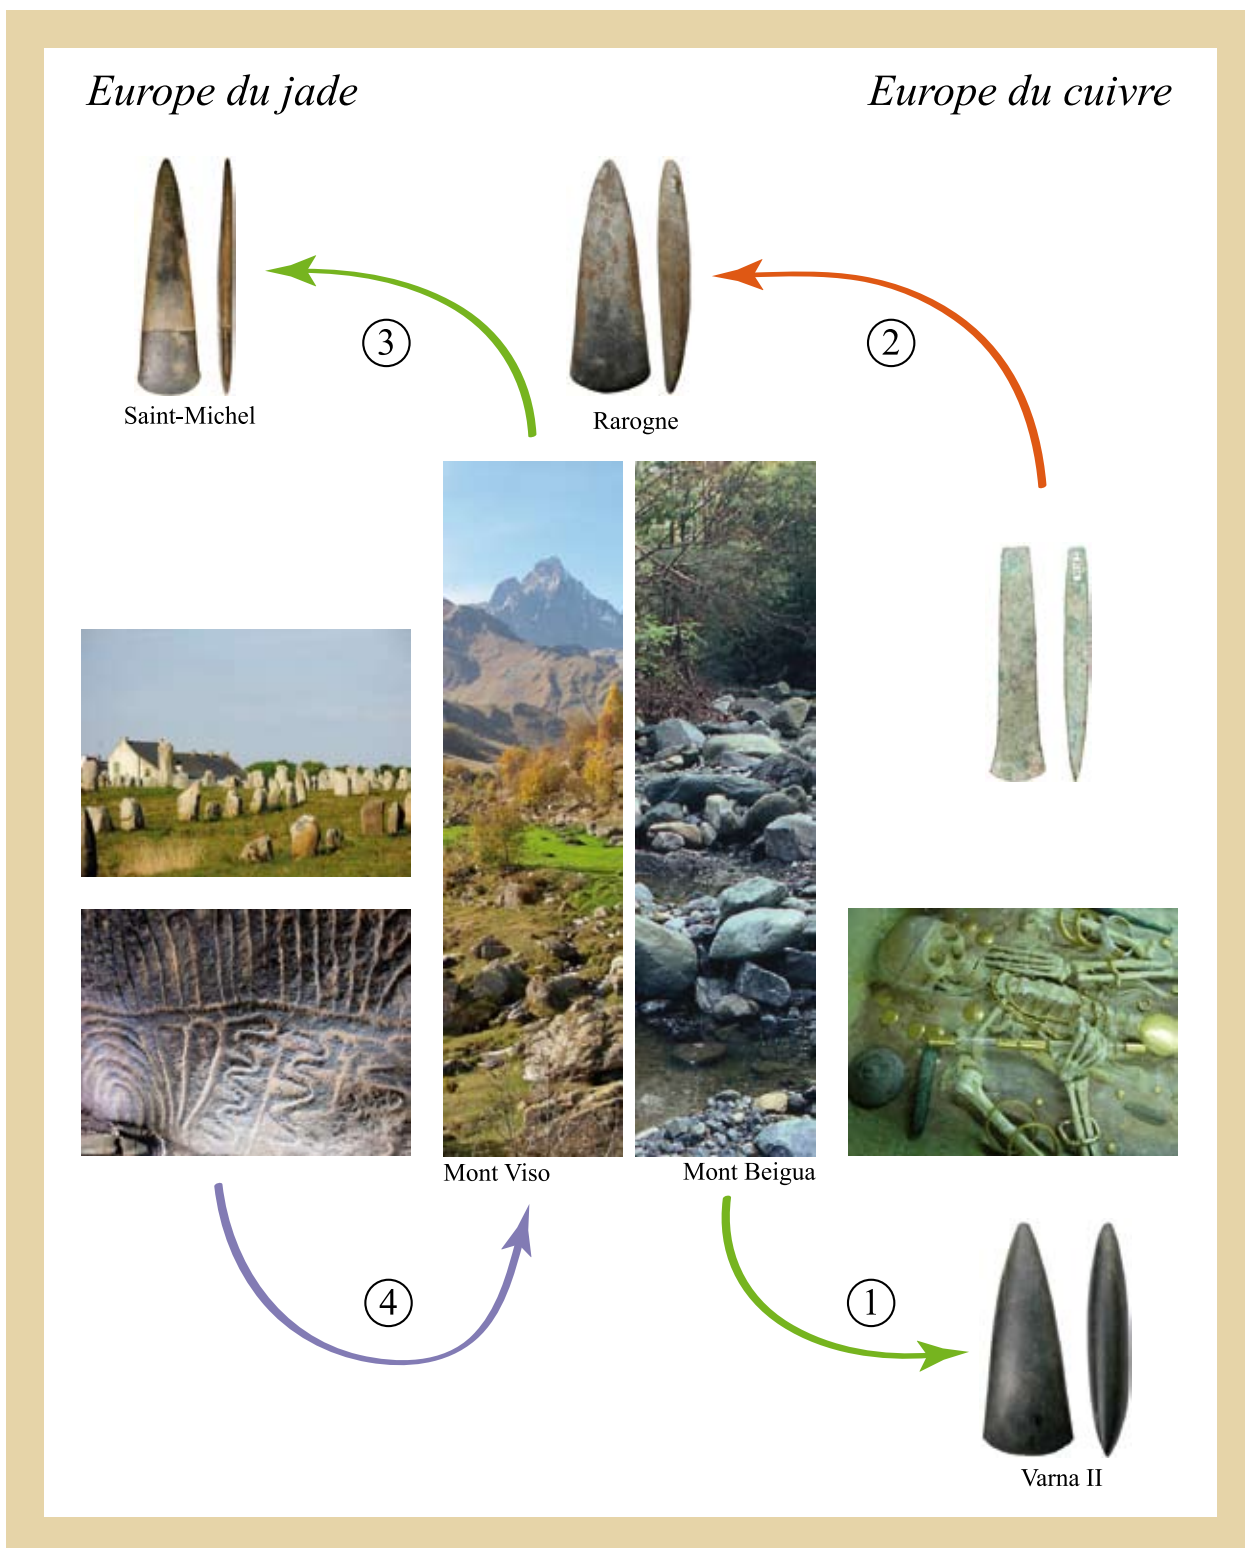 Europe du jade
Europe du cuivre
3
2
Saint-Michel
Rarogne
Mont Viso
Mont Beigua
4
1
Varna II